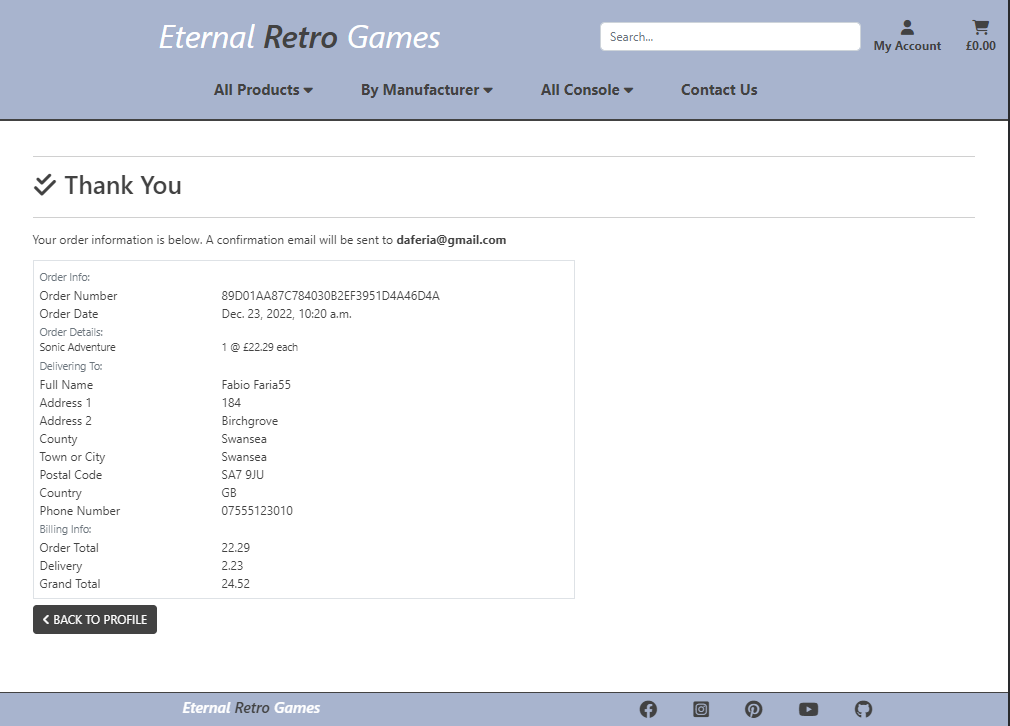 Eternal Retro Games
Search...
My Account
£0.00
All Products
By Manufacturer
All Console
Contact Us
Thank You
Your order information is below. A confirmation email will be sent to daferia@gmail.com
Order Info:
Order Number 89D01AA87C784030B2EF3951D4A46D4A
Order Date Dec. 23, 2022, 10:20 a.m.
Order Details:
Sonic Adventure 1 @ £22.29 each
Delivering To:
Full Name Fabio Faria55
Address 1 184
Address 2 Birchgrove
County Swansea
Town or City Swansea
Postal Code SA7 9JU
Country GB
Phone Number 07555123010
Billing Info:
Order Total 22.29
Delivery 2.23
Grand Total 24.52
BACK TO PROFILE
Eternal Retro Games